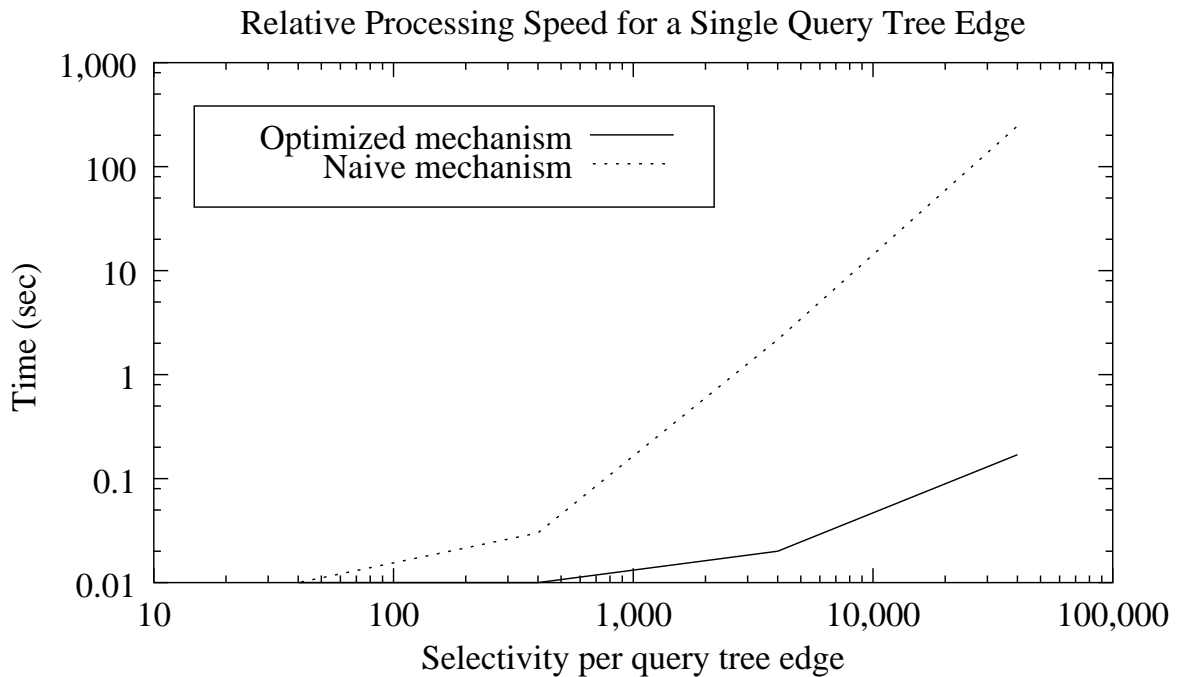 Relative Processing Speed for a Single Query Tree Edge
1,000
100
10
1
0.1
0.01
Time (sec)
Optimized mechanism
Naive mechanism
10 100 1,000 10,000 100,000
Selectivity per query tree edge